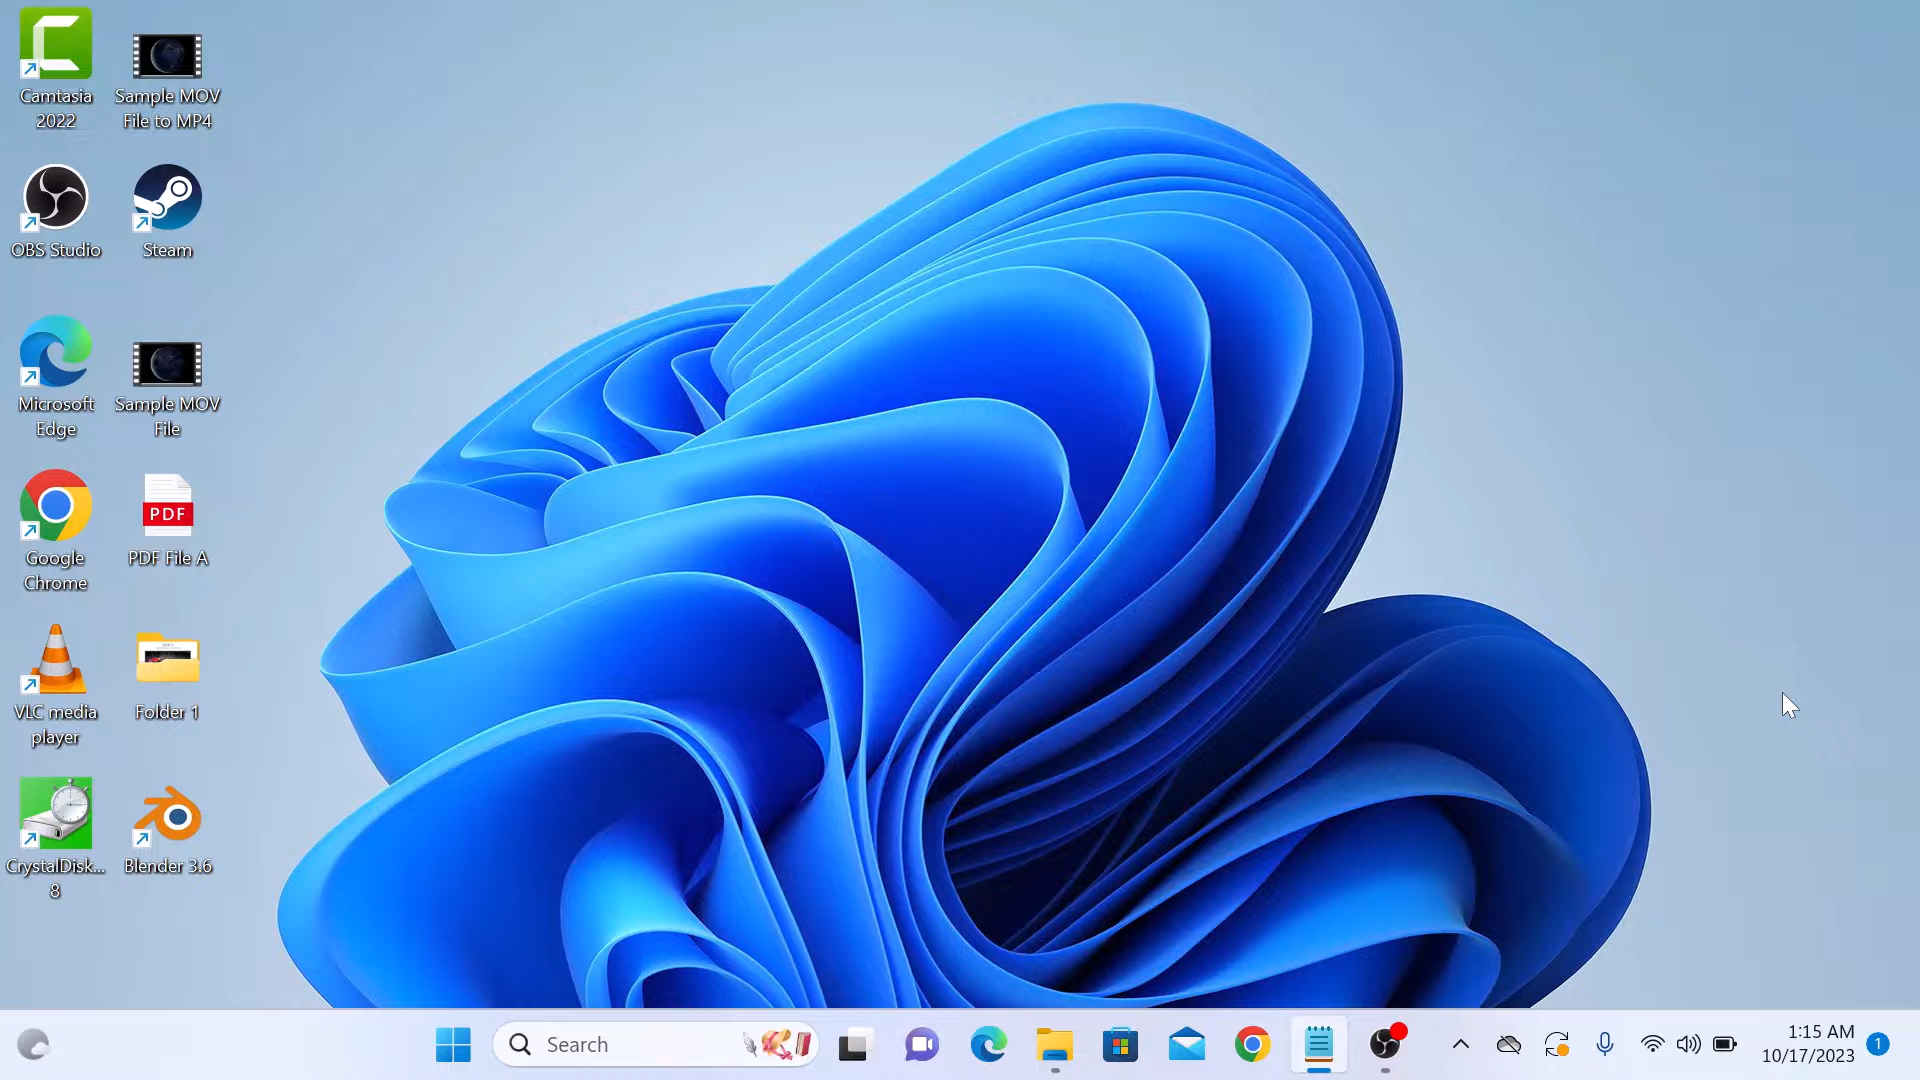 Camtasia
2022
Sample MOV
File to MP4
OBS Studio
Steam
Microsoft
Edge
Sample MOV
File
Google
Chrome
PDF
PDF File A
VLC media
player
Folder 1
CrystalDisk...
8
Blender 3.6
Search
1:15 AM
10/17/2023
1